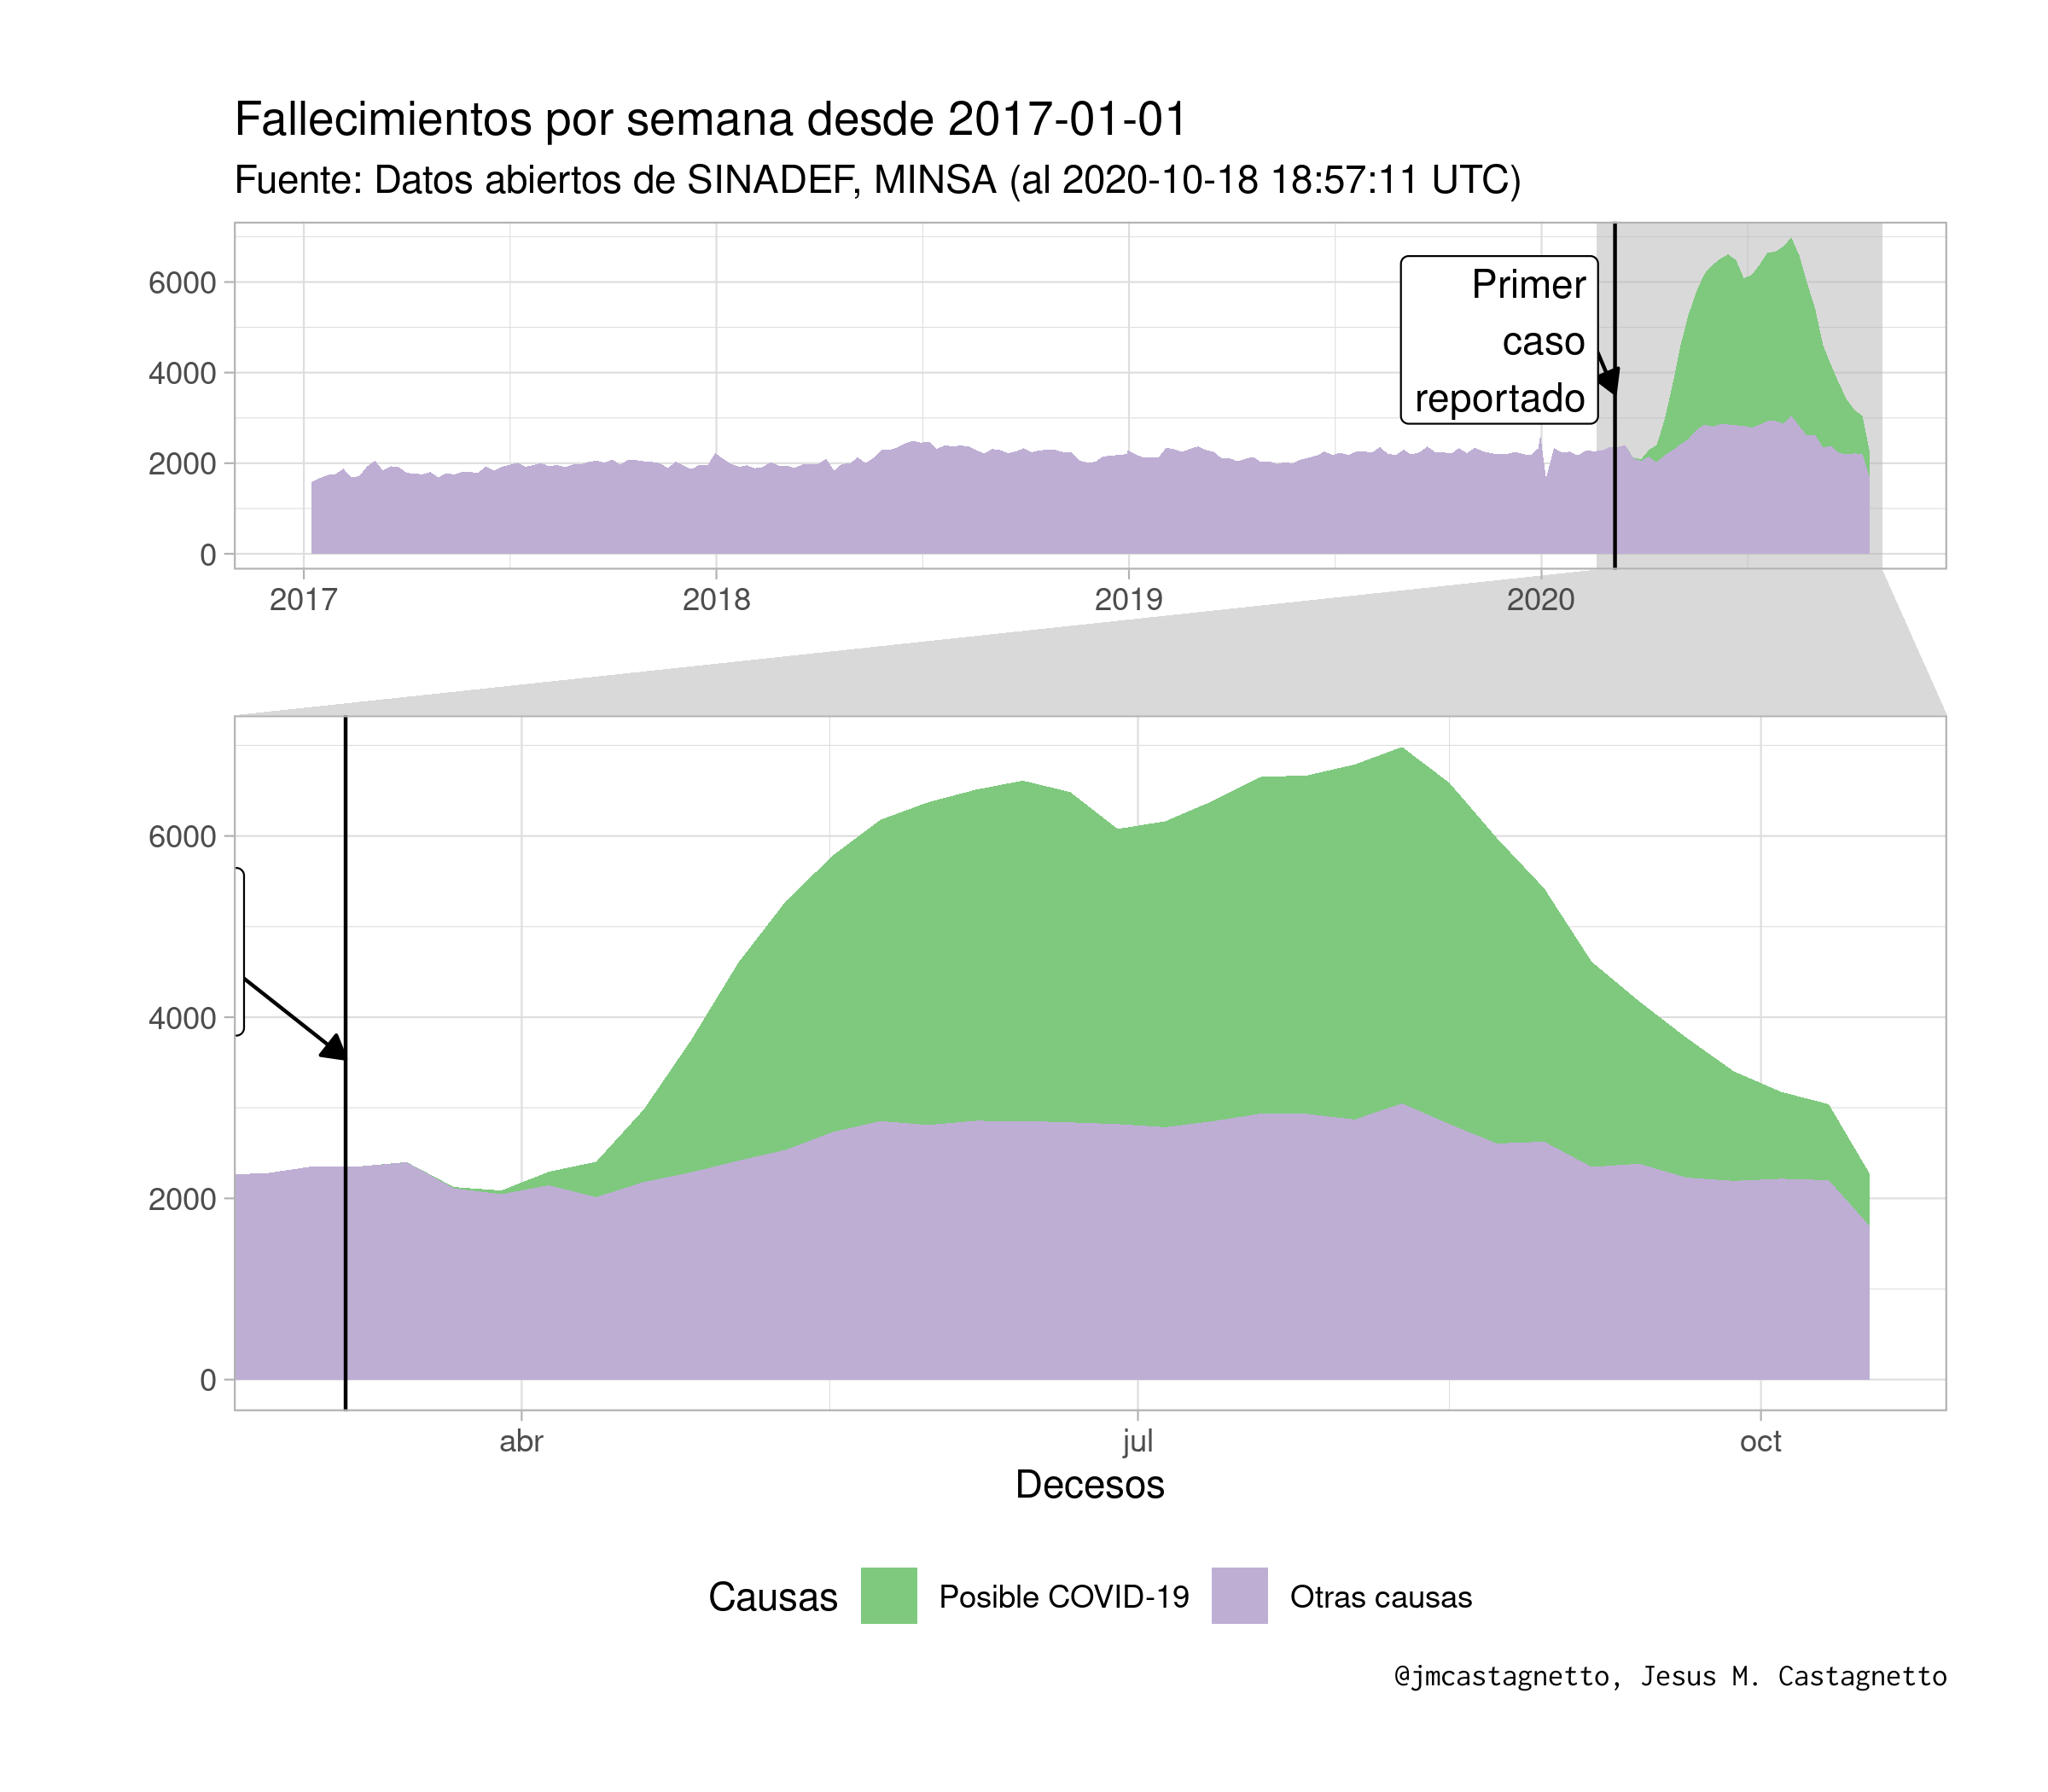 Fallecimientos por semana desde 2017-01-01
Fuente: Datos abiertos de SINADEF, MINSA (al 2020-10-18 18:57:11 UTC)
6000
4000
2000
0
Primer
caso
reportado
2017
2018
2019
2020
6000
4000
2000
0
abr
jul
oct
Decesos
Causas
Posible COVID-19
Otras causas
@jmcastagnetto, Jesus M. Castagnetto